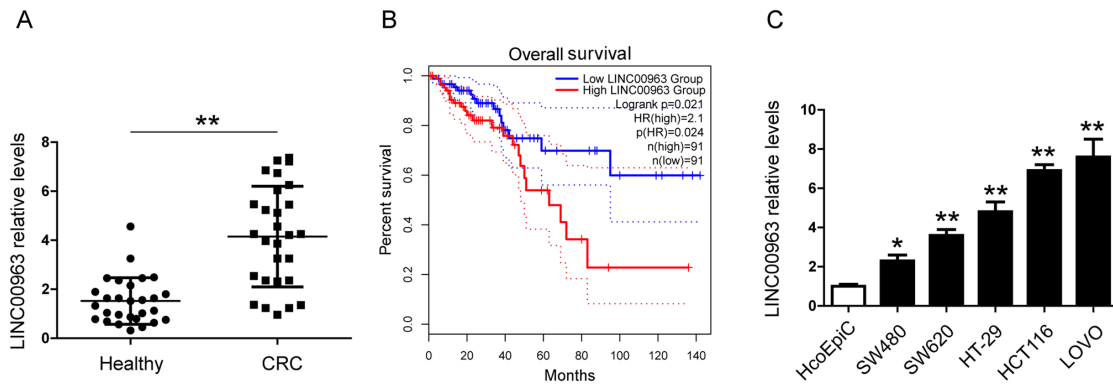 A
LINC00963 relative levels
8
6
4
2
0
**
Healthy
CRC
B
Overall survival
Low LINC00963 Group
High LINC00963 Group
Logrank p=0.021
HR(high)=2.1
p(HR)=0.024
n(high)=91
n(low)=91
Percent survival
1.0
0.8
0.6
0.4
0.2
0.0
0 20 40 60 80 100 120 140
Months
C
LINC00963 relative levels
10
8
6
4
2
0
*
**
**
**
**
HcoEpiC
SW480
SW620
HT-29
HCT116
LOVO